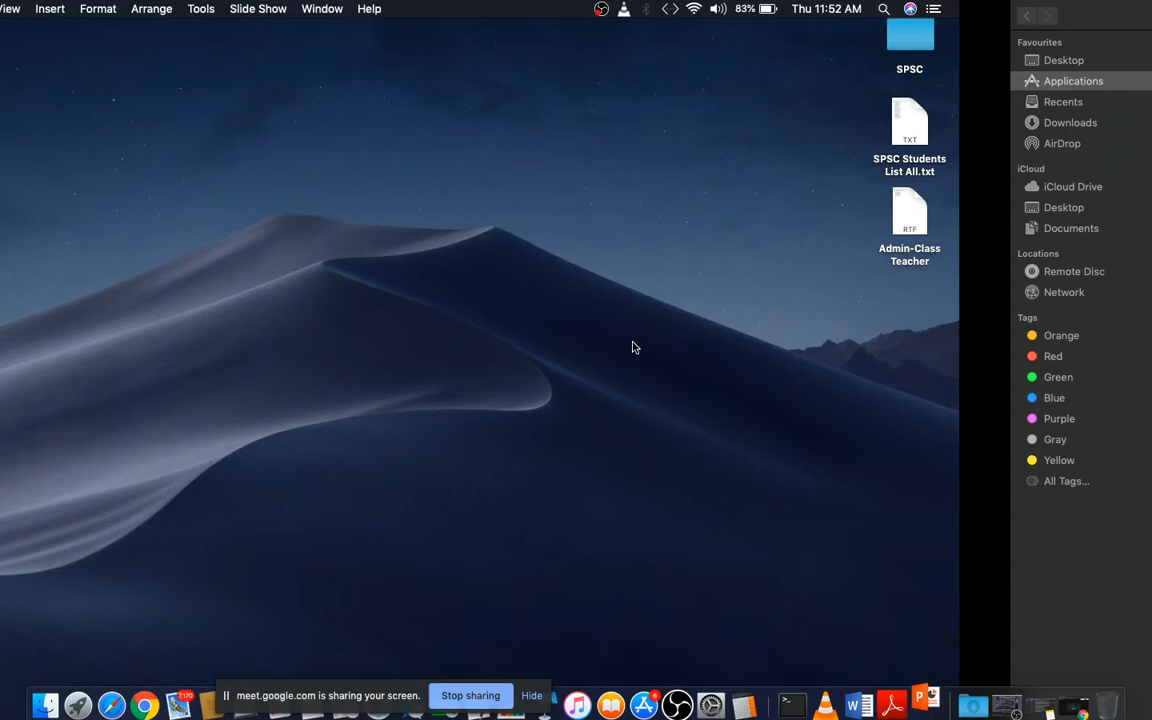 View Insert Format Arrange Tools Slide Show Window Help 83% Thu 11:52 AM
SPSC
TXT
SPSC Students
List All.txt
RTF
Admin-Class
Teacher
Favourites
Desktop
Applications
Recents
Downloads
AirDrop
iCloud
iCloud Drive
Desktop
Documents
Locations
Remote Disc
Network
Tags
Orange
Red
Green
Blue
Purple
Gray
Yellow
All Tags...
meet.google.com is sharing your screen. Stop sharing Hide
7,170
6